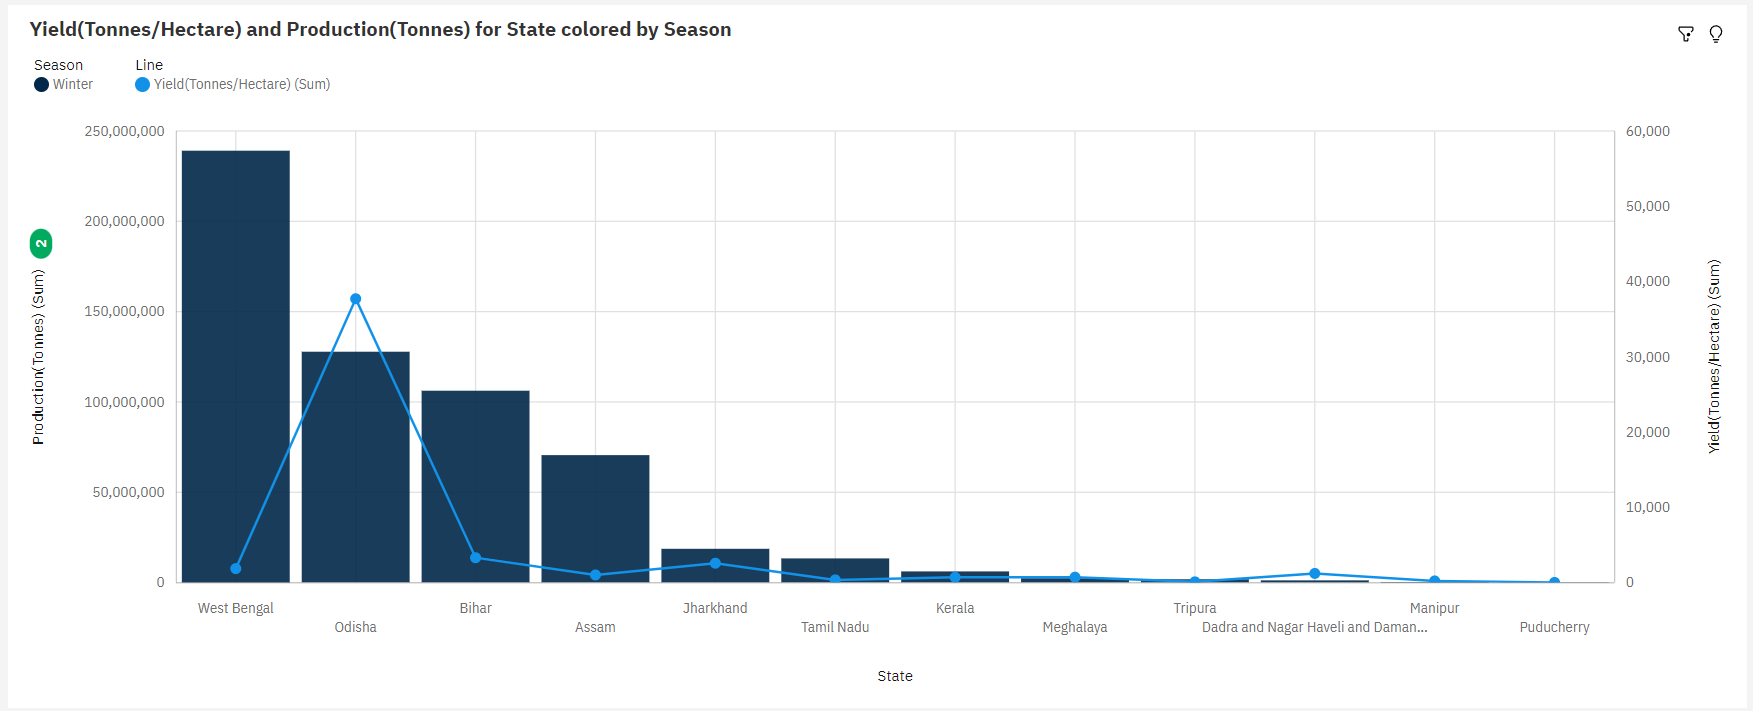 Yield(Tonnes/Hectare) and Production(Tonnes) for State colored by Season
Season
Winter
Line
Yield(Tonnes/Hectare) (Sum)
250,000,000
200,000,000
150,000,000
100,000,000
50,000,000
0
Production(Tonnes) (Sum)
2
60,000
50,000
40,000
30,000
20,000
10,000
0
Yield(Tonnes/Hectare) (Sum)
West Bengal
Odisha
Bihar
Assam
Jharkhand
Tamil Nadu
Kerala
Meghalaya
Tripura
Dadra and Nagar Haveli and Daman...
Manipur
Puducherry
State